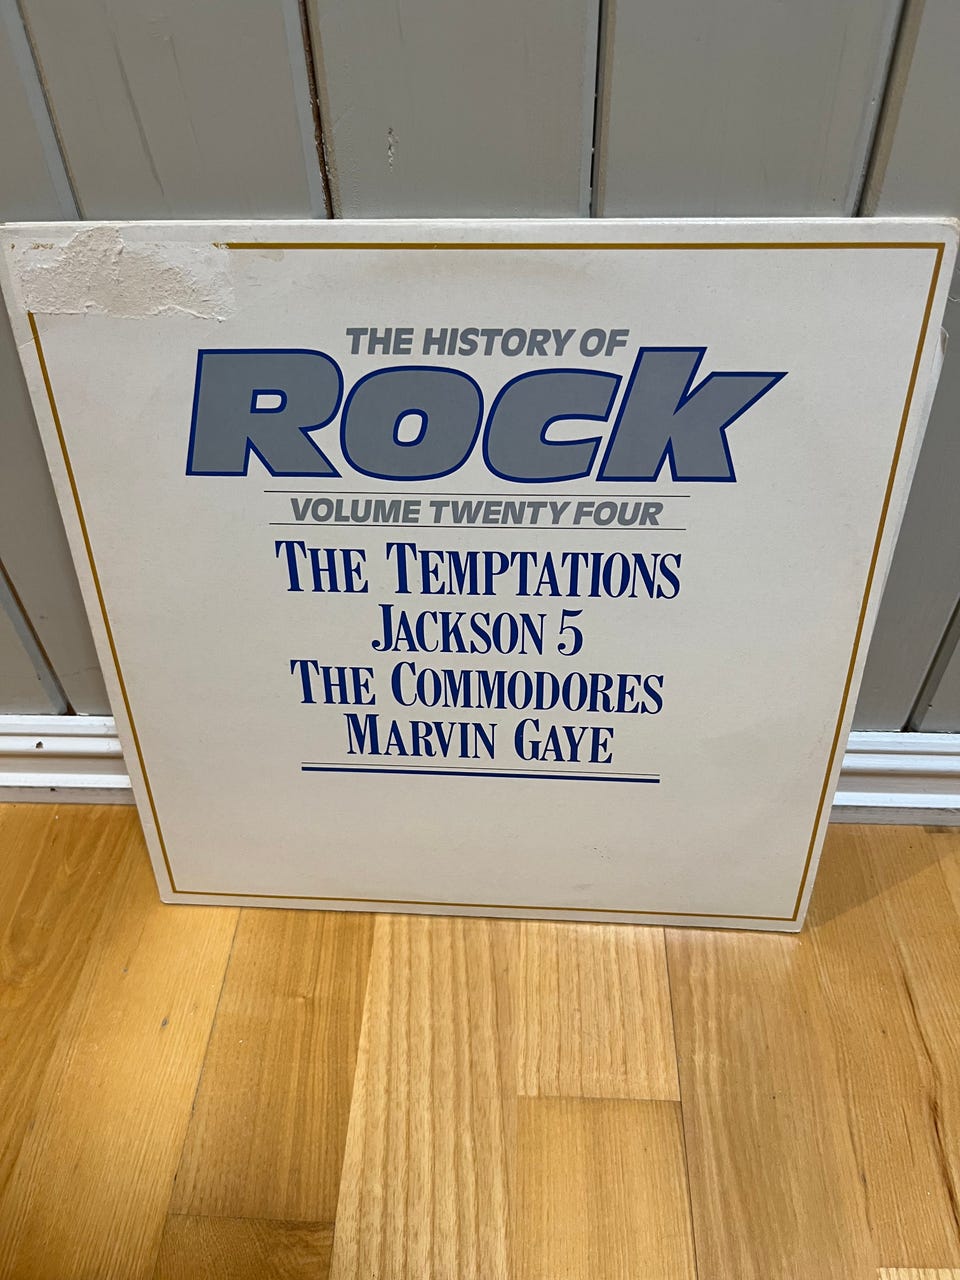 THE HISTORY OF
ROCK
VOLUME TWENTY FOUR
THE TEMPTATIONS
JACKSON 5
THE COMMODORES
MARVIN GAYE